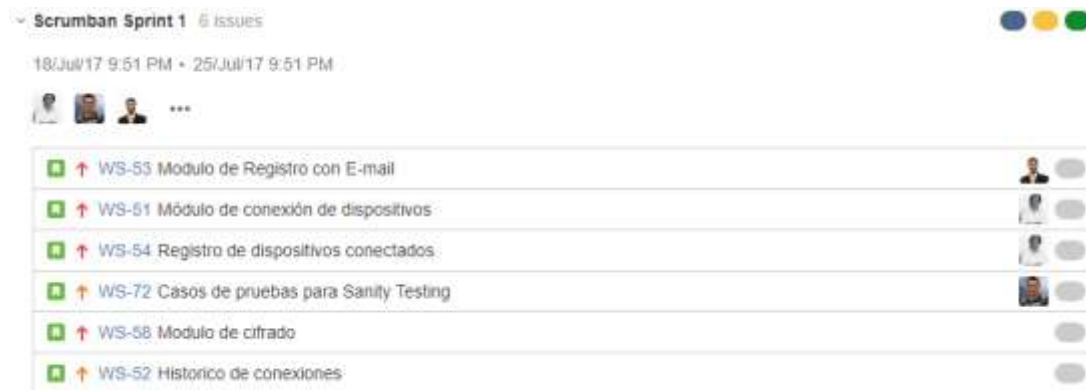 Scrumban Sprint 1 6 issues
18/Jul/17 9:51 PM • 25/Jul/17 9:51 PM
WS-53 Modulo de Registro con E-mail
WS-51 Módulo de conexión de dispositivos
WS-54 Registro de dispositivos conectados
WS-72 Casos de pruebas para Sanity Testing
WS-58 Modulo de cifrado
WS-52 Historico de conexiones